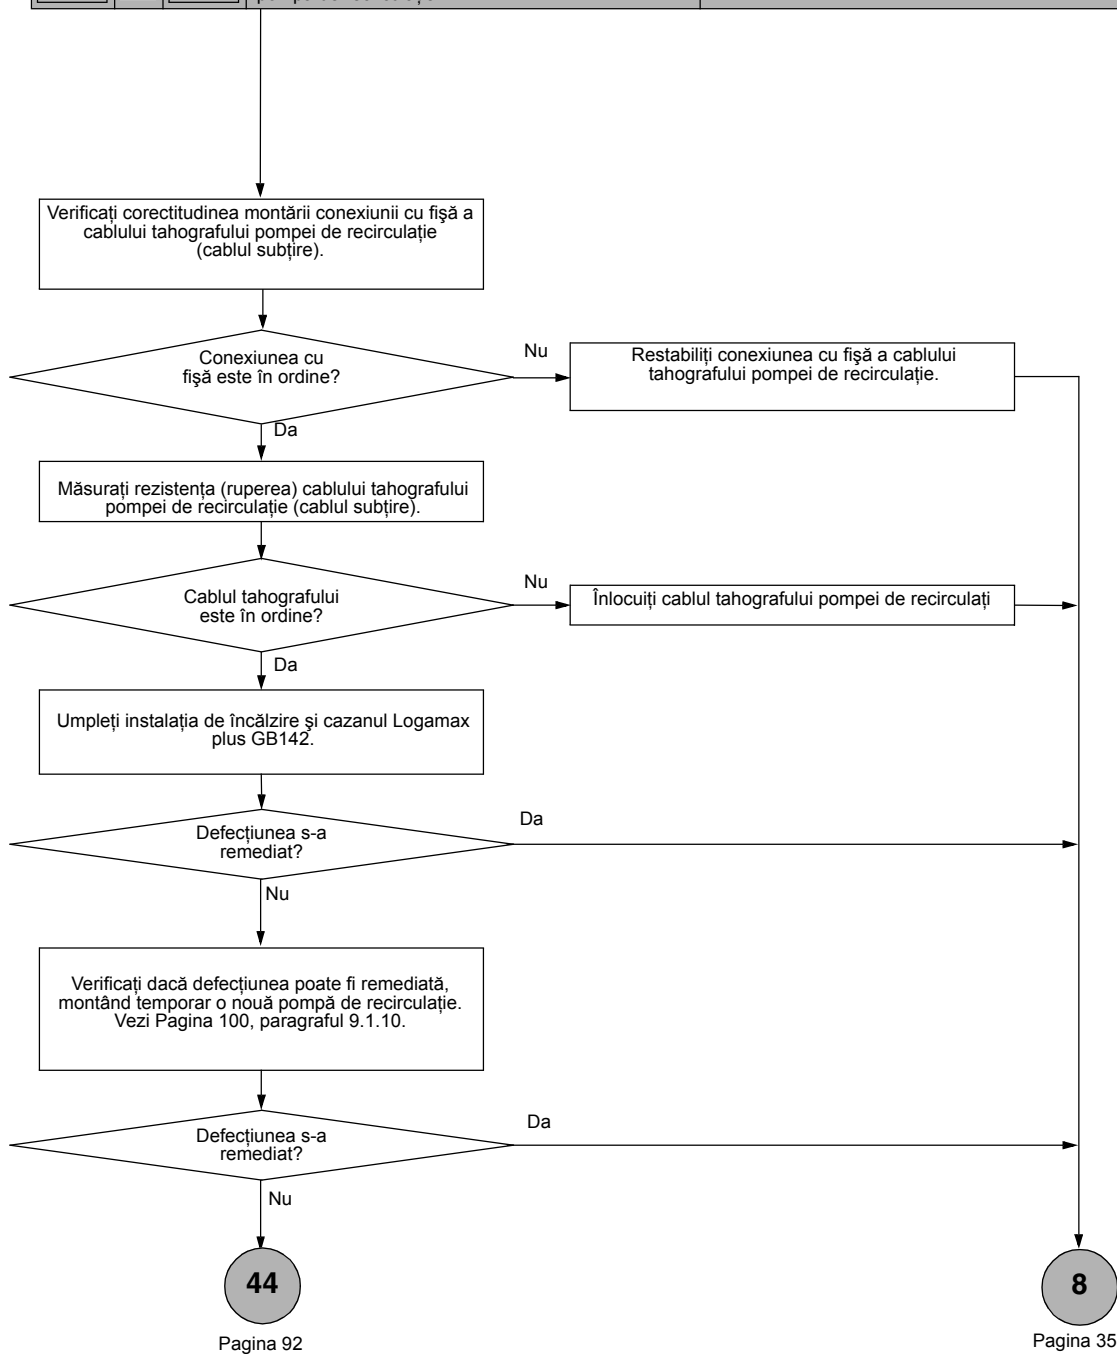 Verificați corectitudinea montării conexiunii cu fişă a
cablului tahografului pompei de recirculație
(cablul subțire).
Conexiunea cu
fişă este în ordine?
Nu
Restabiliți conexiunea cu fişă a cablului
tahografului pompei de recirculație.
Da
Măsurați rezistența (ruperea) cablului tahografului
pompei de recirculație (cablul subțire).
Cablul tahografului
este în ordine?
Nu
Înlocuiți cablul tahografului pompei de recirculați
Da
Umpleți instalația de încălzire şi cazanul Logamax
plus GB142.
Defecțiunea s-a
remediat?
Da
Nu
Verificați dacă defecțiunea poate fi remediată,
montând temporar o nouă pompă de recirculație.
Vezi Pagina 100, paragraful 9.1.10.
Defecțiunea s-a
remediat?
Da
Nu
44
8
Pagina 92
Pagina 35